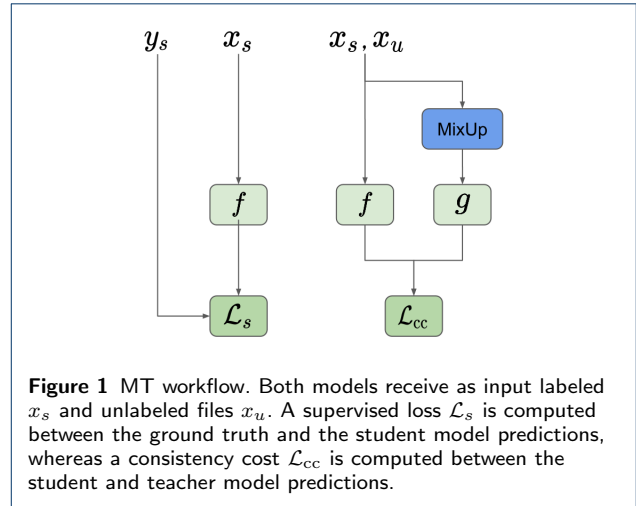 y_s x_s x_s, x_u
MixUp
f f g
ℒ_s ℒ_cc
Figure 1 MT workflow. Both models receive as input labeled
x_s and unlabeled files x_u. A supervised loss ℒ_s is computed
between the ground truth and the student model predictions,
whereas a consistency cost ℒ_cc is computed between the
student and teacher model predictions.